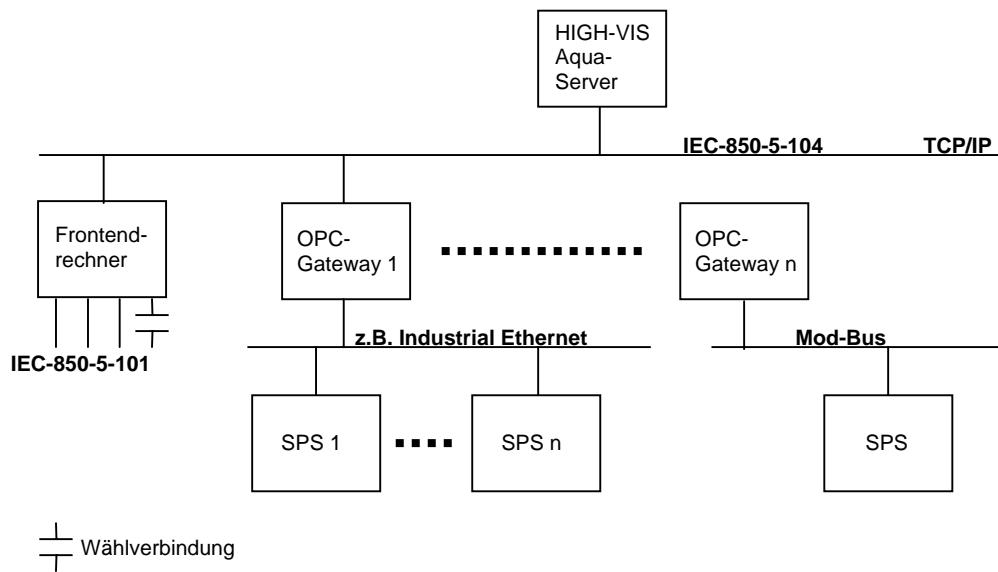 HIGH-VIS
Aqua-
Server
IEC-850-5-104 TCP/IP
Frontend-
rechner
OPC-
Gateway 1
OPC-
Gateway n
IEC-850-5-101
z.B. Industrial Ethernet
Mod-Bus
SPS 1
SPS n
SPS
Wählverbindung